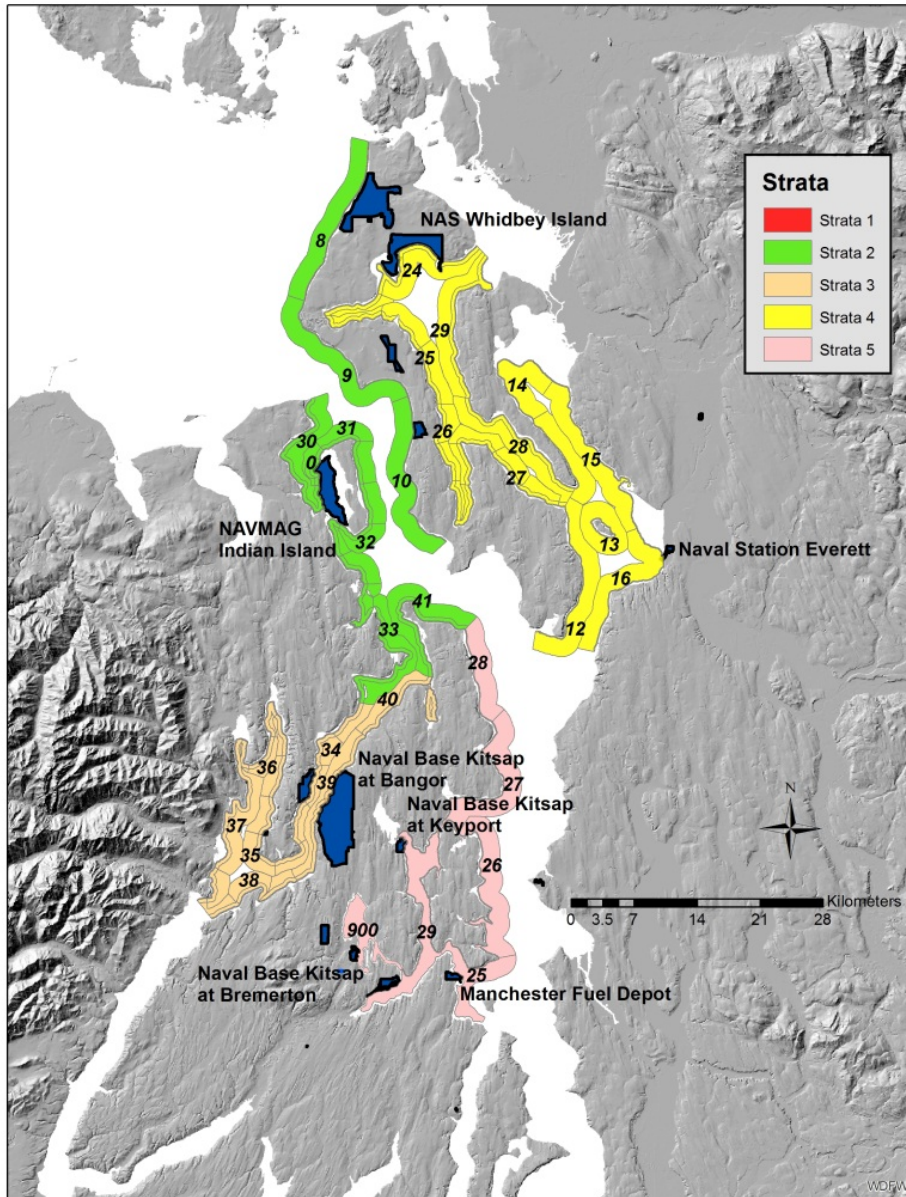 Strata
Strata 1
Strata 2
Strata 3
Strata 4
Strata 5
NAS Whidbey Island
8
24
29
9
25
14
31
30
26
0
28
15
10
27
NAVMAG
Indian Island
32
13
Naval Station Everett
16
41
12
33
28
40
36
34
Naval Base Kitsap
at Bangor
39
27
Naval Base Kitsap
at Keyport
37
35
26
38
N
Kilometers
0 3.5 7 14 21 28
900
29
Naval Base Kitsap
at Bremerton
25
Manchester Fuel Depot
WDFW